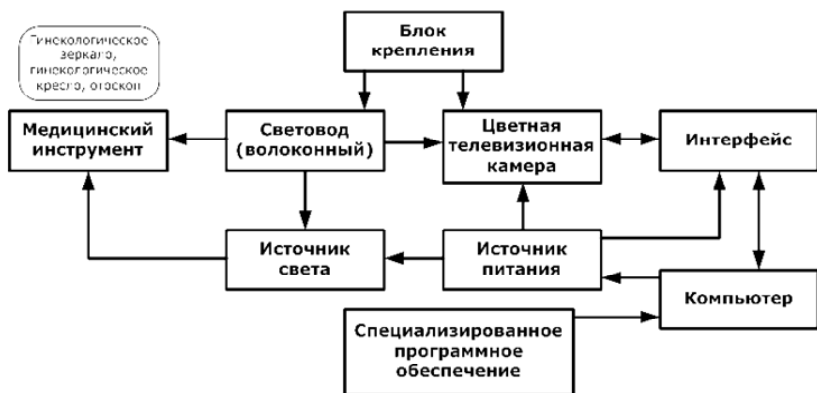 Гинекологическое
зеркало,
гинекологическое
кресло, отоскоп
Блок
крепления
Медицинский
инструмент
Световод
(волоконный)
Цветная
телевизионная
камера
Интерфейс
Источник
света
Источник
питания
Компьютер
Специализированное
программное
обеспечение